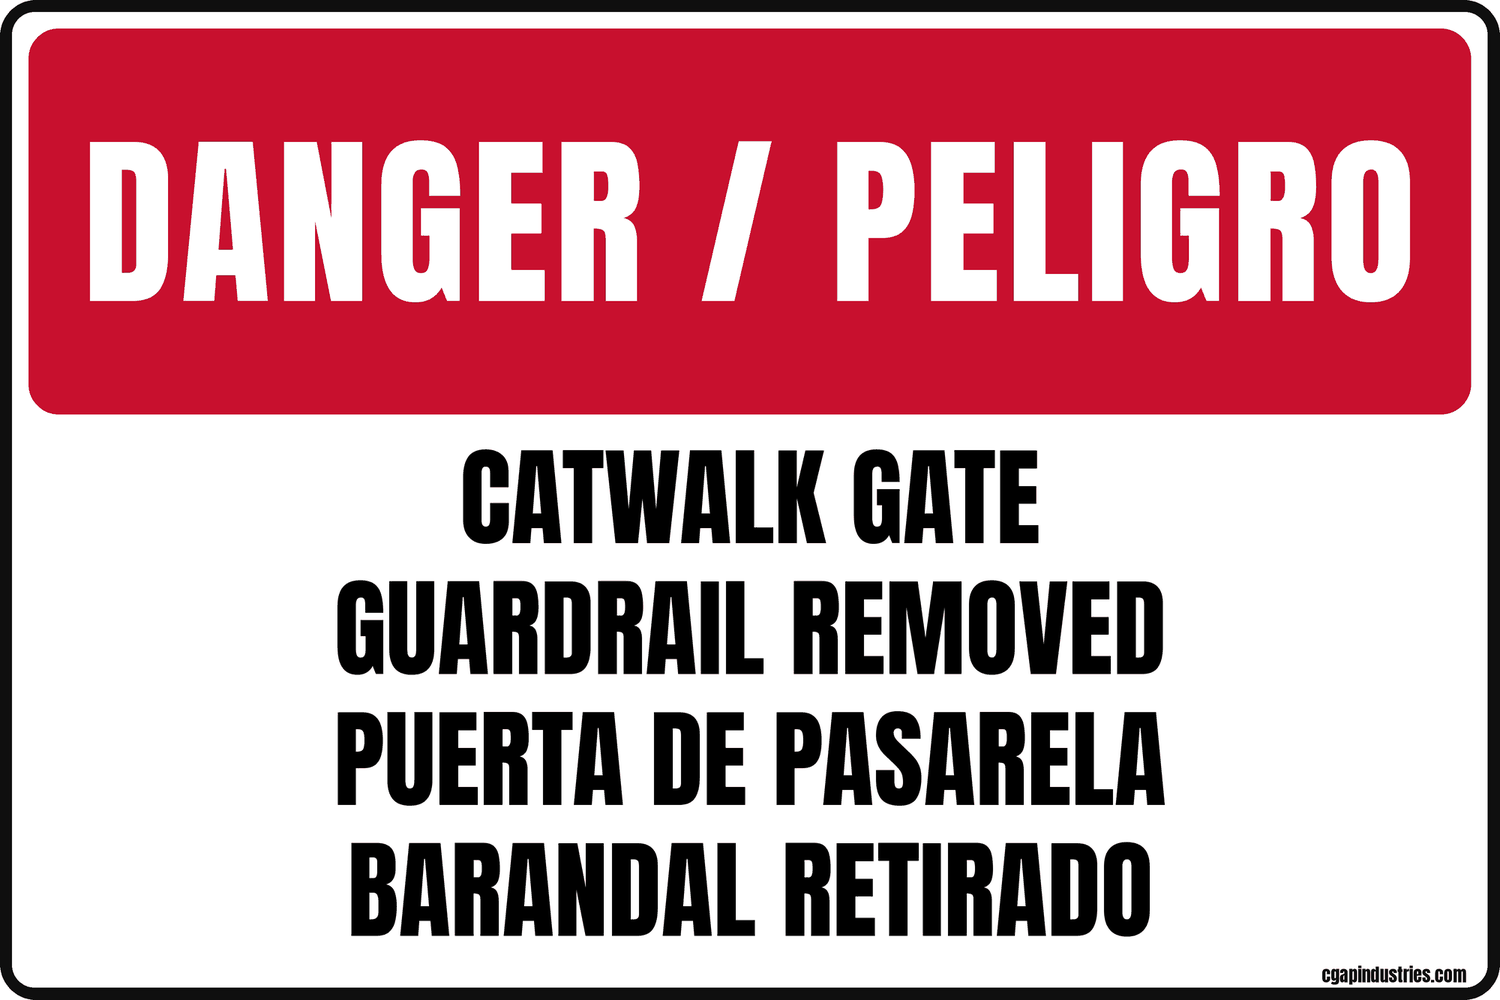 DANGER / PELIGRO
CATWALK GATE
GUARDRAIL REMOVED
PUERTA DE PASARELA
BARANDAL RETIRADO
cgapindustries.com